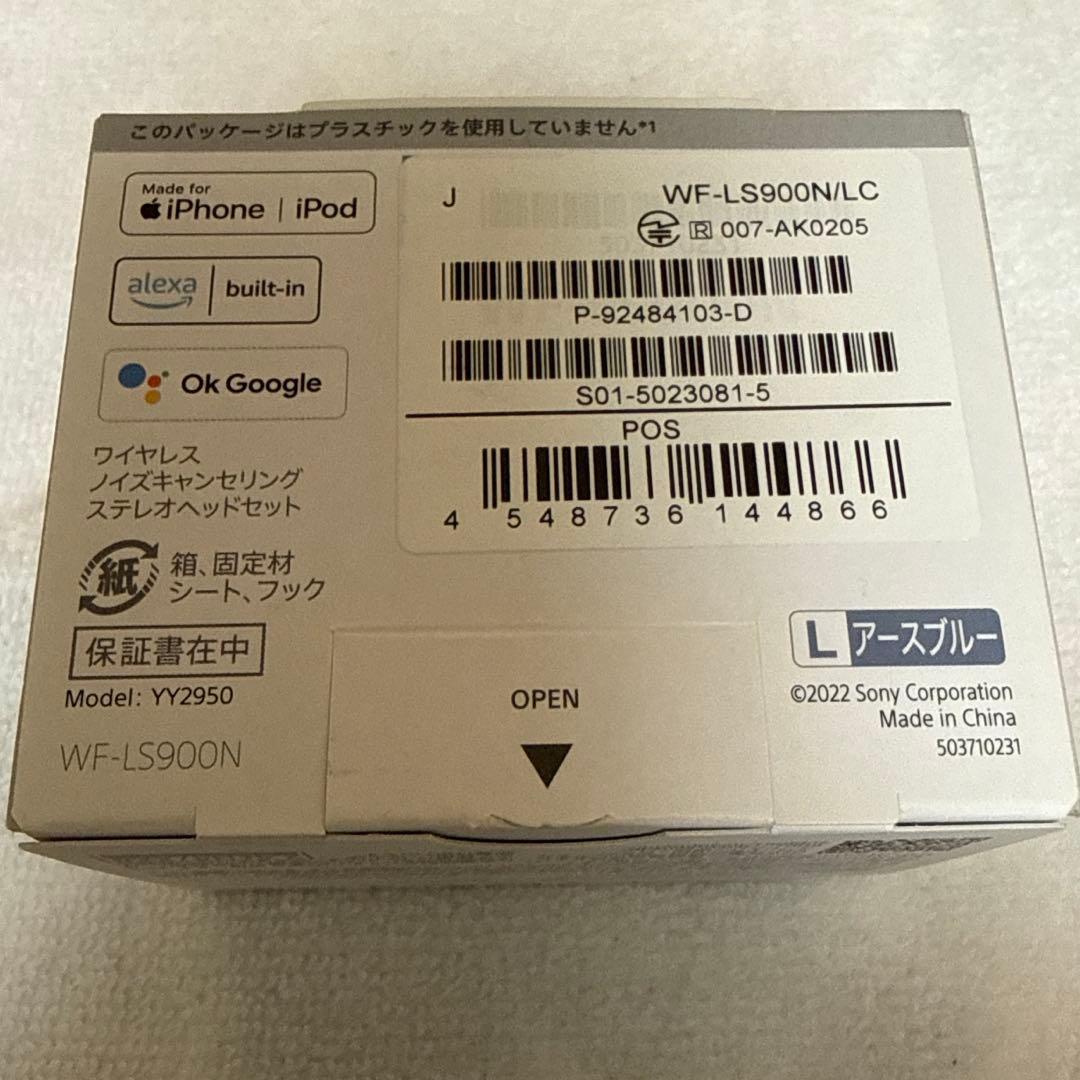 このパッケージはプラスチックを使用していません*1
Made for
iPhone | iPod
alexa | built-in
Ok Google
ワイヤレス
ノイズキャンセリング
ステレオヘッドセット
紙 箱、固定材
シート、フック
保証書在中
Model: YY2950
WF-LS900N
J WF-LS900N/LC
R 007-AK0205
P-92484103-D
S01-5023081-5
POS
4 548736 144866
OPEN
L アースブルー
©2022 Sony Corporation
Made in China
503710231